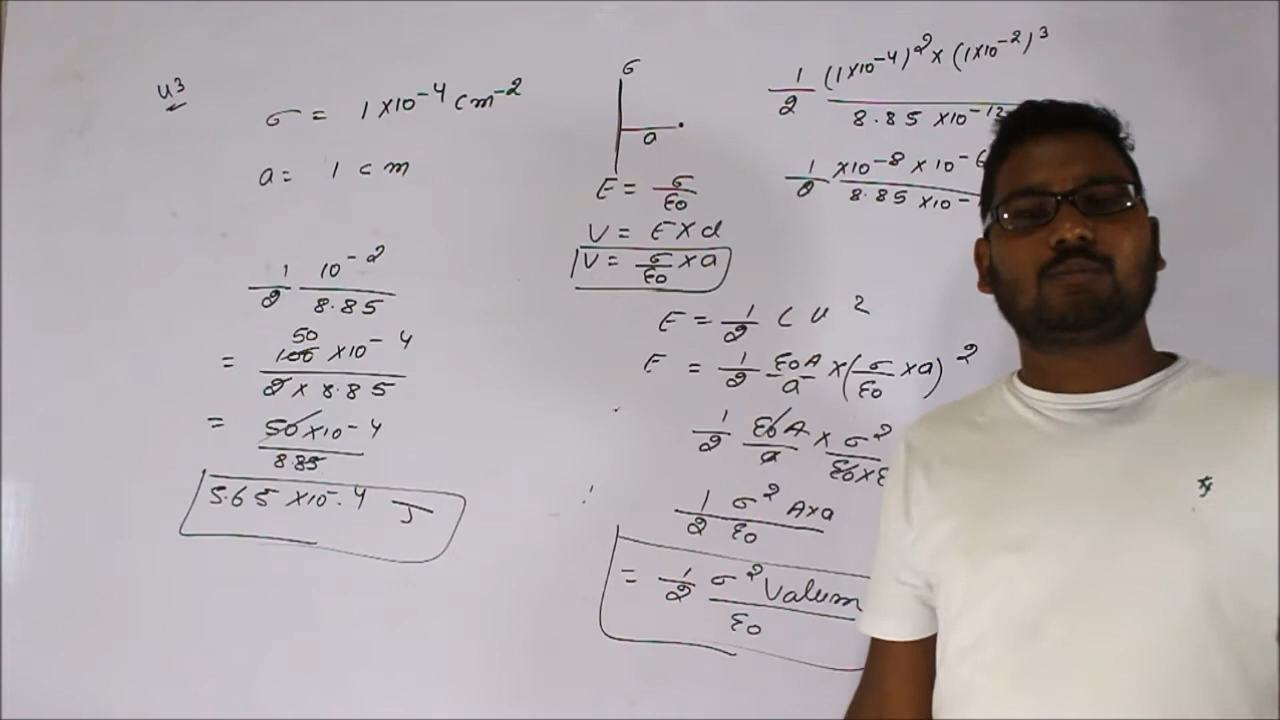 43
σ = 1×10⁻⁴ cm⁻²
a = 1 cm
1/2 10⁻²/8.85
50
= 100 ×10⁻⁴ / 2 × 8.85
= 50×10⁻⁴ / 8.85
5.65 ×10⁻⁴ J
σ
a
E = σ/ε0
V = E×d
V = σ/ε0 ×a
E = 1/2 C u²
E = 1/2 ε0A/a ×(σ/ε0 ×a)²
1/2 ε0A/a × σ²/ε0×ε
1/2 σ² A×a / ε0
= 1/2 σ² Valum / ε0
1/2 (1×10⁻⁴)² × (1×10⁻²)³ / 8.85 ×10⁻¹²
1/2 ×10⁻⁸ × 10⁻⁶ / 8.85 ×10⁻